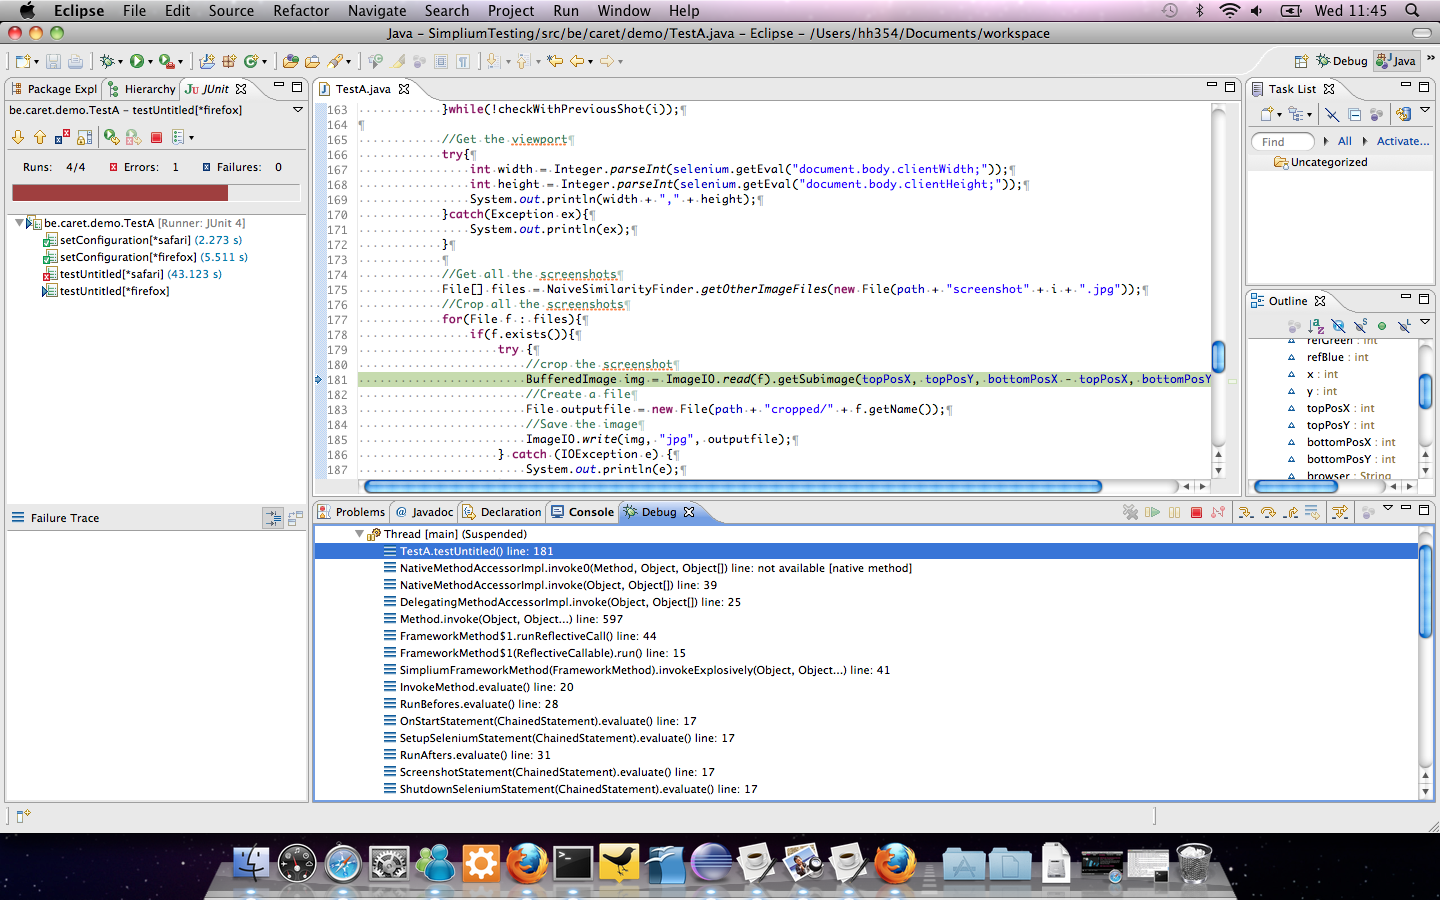 Eclipse File Edit Source Refactor Navigate Search Project Run Window Help Wed 11:45
Java - SimpliumTesting/src/be/caret/demo/TestA.java - Eclipse - /Users/hh354/Documents/workspace
Debug Java
Package Expl Hierarchy JUnit
be.caret.demo.TestA - testUntitled[*firefox]
Runs: 4/4 Errors: 1 Failures: 0
be.caret.demo.TestA [Runner: JUnit 4]
setConfiguration[*safari] (2.273 s)
setConfiguration[*firefox] (5.511 s)
testUntitled[*safari] (43.123 s)
testUntitled[*firefox]
Failure Trace
TestA.java
163 }while(!checkWithPreviousShot(i));¶
164 ¶
165 //Get the viewport¶
166 try{¶
167 int width = Integer.parseInt(selenium.getEval("document.body.clientWidth;"));¶
168 int height = Integer.parseInt(selenium.getEval("document.body.clientHeight;"));¶
169 System.out.println(width + "," + height);¶
170 }catch(Exception ex){¶
171 System.out.println(ex);¶
172 }¶
173 ¶
174 //Get all the screenshots¶
175 File[] files = NaiveSimilarityFinder.getOtherImageFiles(new File(path + "screenshot" + i + ".jpg"));¶
176 //Crop all the screenshots¶
177 for(File f : files){¶
178 if(f.exists()){¶
179 try {¶
180 //crop the screenshot¶
181 BufferedImage img = ImageIO.read(f).getSubimage(topPosX, topPosY, bottomPosX - topPosX, bottomPosY
182 //Create a file¶
183 File outputfile = new File(path + "cropped/" + f.getName());¶
184 //Save the image¶
185 ImageIO.write(img, "jpg", outputfile);¶
186 } catch (IOException e) {¶
187 System.out.println(e);¶
Task List
Find All Activate...
Uncategorized
Outline
refGreen : int
refBlue : int
x : int
y : int
topPosX : int
topPosY : int
bottomPosX : int
bottomPosY : int
browser : String
Problems @ Javadoc Declaration Console Debug
Thread [main] (Suspended)
TestA.testUntitled() line: 181
NativeMethodAccessorImpl.invoke0(Method, Object, Object[]) line: not available [native method]
NativeMethodAccessorImpl.invoke(Object, Object[]) line: 39
DelegatingMethodAccessorImpl.invoke(Object, Object[]) line: 25
Method.invoke(Object, Object...) line: 597
FrameworkMethod$1.runReflectiveCall() line: 44
FrameworkMethod$1(ReflectiveCallable).run() line: 15
SimpliumFrameworkMethod(FrameworkMethod).invokeExplosively(Object, Object...) line: 41
InvokeMethod.evaluate() line: 20
RunBefores.evaluate() line: 28
OnStartStatement(ChainedStatement).evaluate() line: 17
SetupSeleniumStatement(ChainedStatement).evaluate() line: 17
RunAfters.evaluate() line: 31
ScreenshotStatement(ChainedStatement).evaluate() line: 17
ShutdownSeleniumStatement(ChainedStatement).evaluate() line: 17